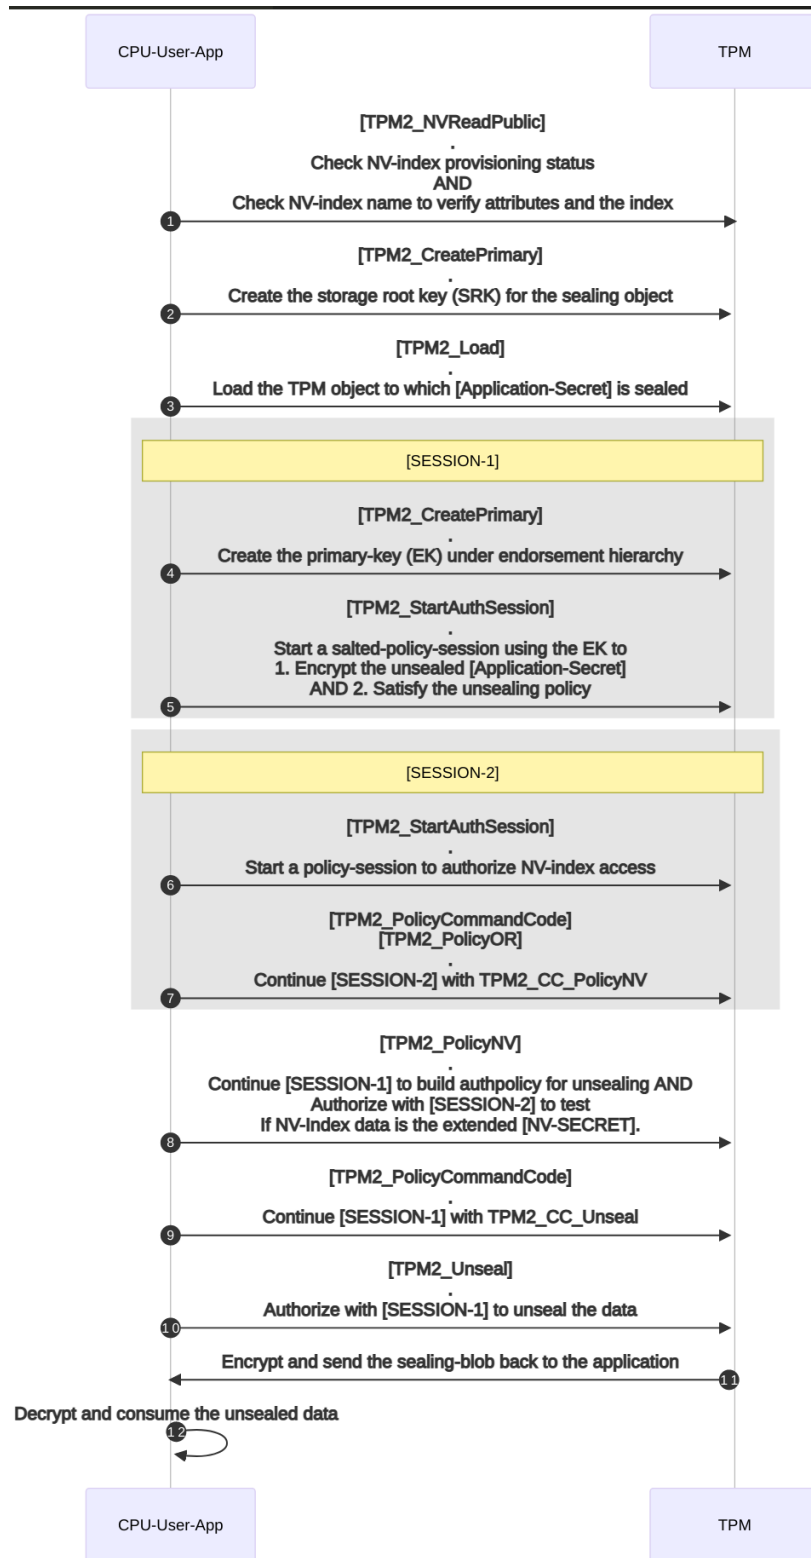 CPU-User-App
TPM
[TPM2_NVReadPublic]
.
Check NV-index provisioning status
AND
Check NV-index name to verify attributes and the index
1
[TPM2_CreatePrimary]
.
Create the storage root key (SRK) for the sealing object
2
[TPM2_Load]
.
Load the TPM object to which [Application-Secret] is sealed
3
[SESSION-1]
[TPM2_CreatePrimary]
.
Create the primary-key (EK) under endorsement hierarchy
4
[TPM2_StartAuthSession]
.
Start a salted-policy-session using the EK to
1. Encrypt the unsealed [Application-Secret]
AND 2. Satisfy the unsealing policy
5
[SESSION-2]
[TPM2_StartAuthSession]
.
Start a policy-session to authorize NV-index access
6
[TPM2_PolicyCommandCode]
[TPM2_PolicyOR]
.
Continue [SESSION-2] with TPM2_CC_PolicyNV
7
[TPM2_PolicyNV]
.
Continue [SESSION-1] to build authpolicy for unsealing AND
Authorize with [SESSION-2] to test
If NV-Index data is the extended [NV-SECRET].
8
[TPM2_PolicyCommandCode]
.
Continue [SESSION-1] with TPM2_CC_Unseal
9
[TPM2_Unseal]
.
Authorize with [SESSION-1] to unseal the data
10
Encrypt and send the sealing-blob back to the application
11
Decrypt and consume the unsealed data
12
CPU-User-App
TPM